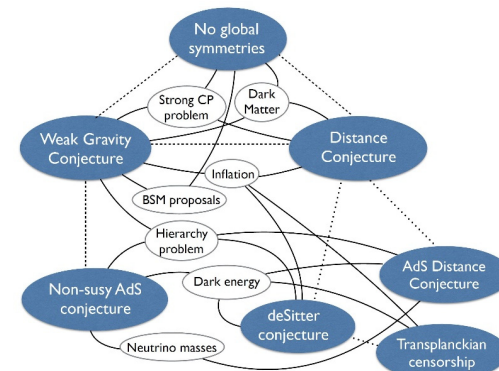 No global
symmetries
Strong CP
problem
Dark
Matter
Weak Gravity
Conjecture
Distance
Conjecture
Inflation
BSM proposals
Hierarchy
problem
Non-susy AdS
conjecture
Dark energy
AdS Distance
Conjecture
deSitter
conjecture
Neutrino masses
Transplanckian
censorship